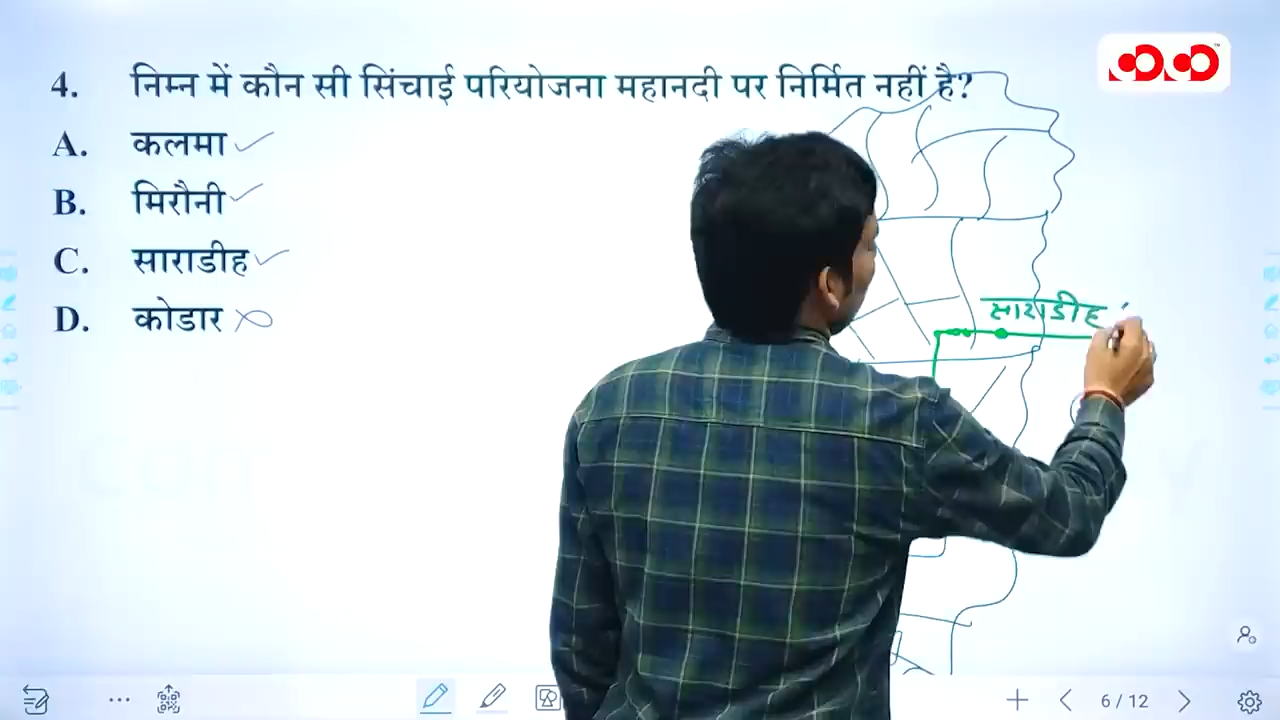 4. निम्न में कौन सी सिंचाई परियोजना महानदी पर निर्मित नहीं है?
A. कलमा
B. मिरौनी
C. साराडीह
D. कोडार
साराडीह
6 / 12